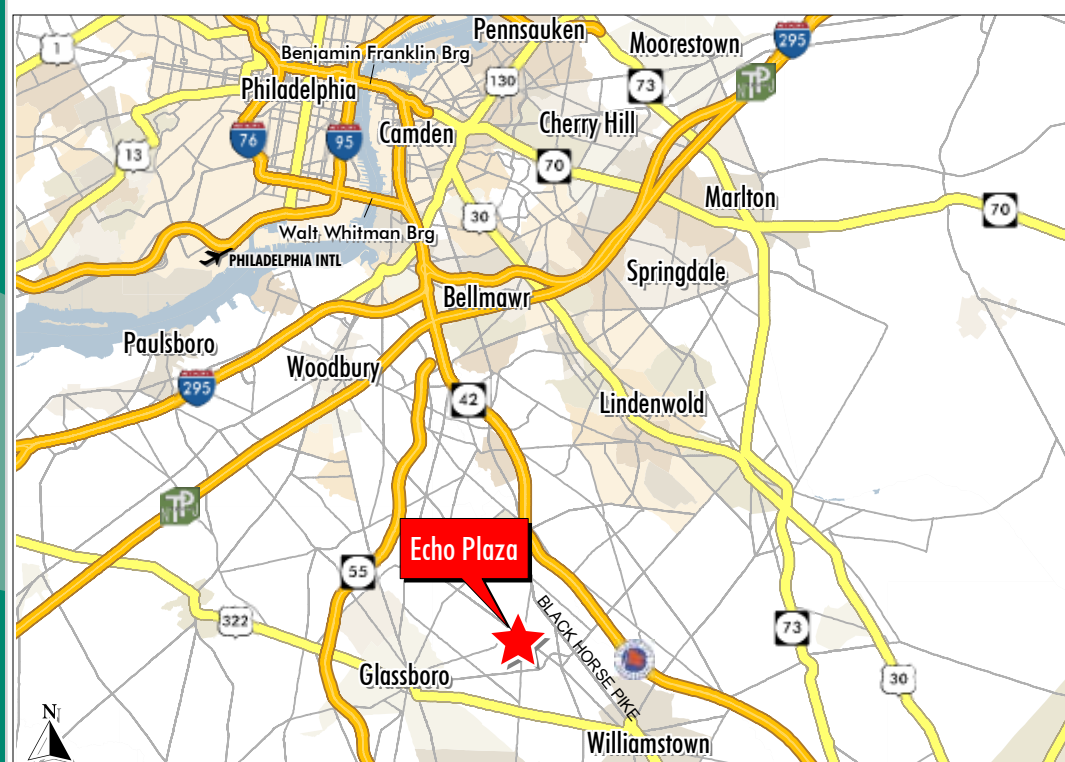 Pennsauken
Moorestown
295
1
Benjamin Franklin Brg
130
73
TP
N J
Philadelphia
Camden
Cherry Hill
76
95
13
70
Marlton
70
30
Walt Whitman Brg
PHILADELPHIA INTL
Springdale
Bellmawr
Paulsboro
Woodbury
295
42
Lindenwold
TP
N J
Echo Plaza
55
BLACK HORSE PIKE
322
73
Glassboro
30
N
Williamstown